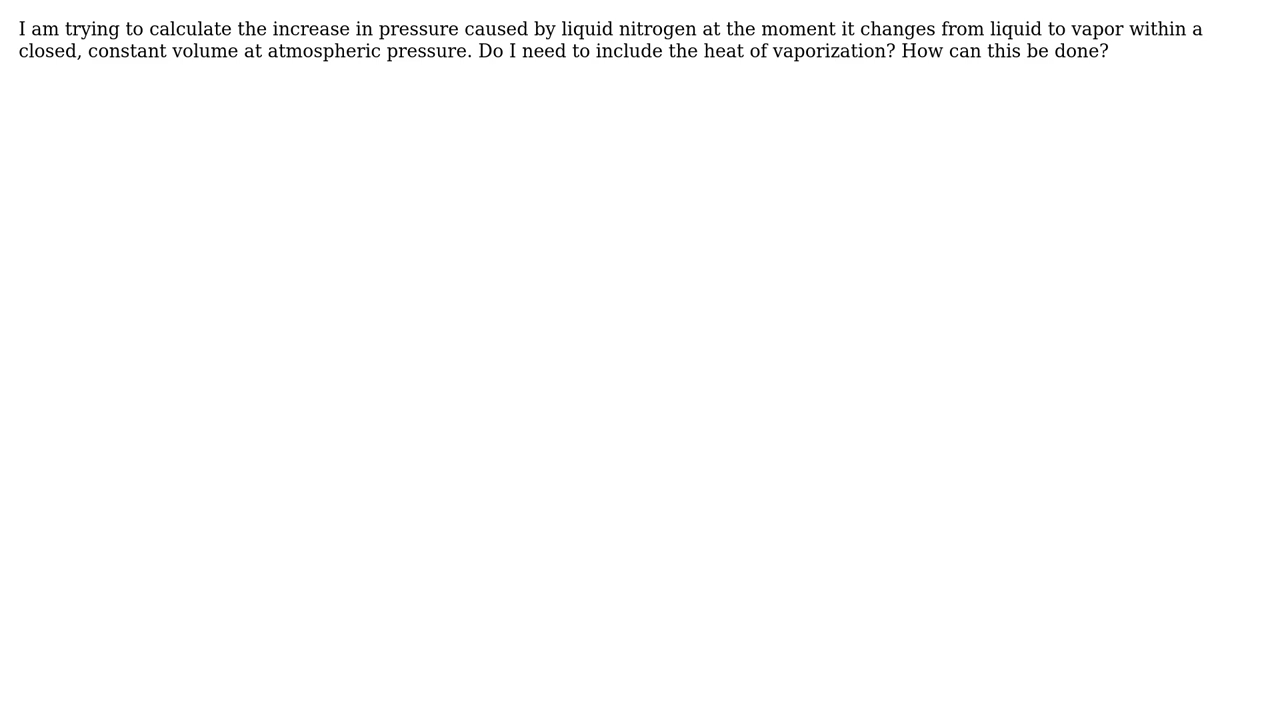 I am trying to calculate the increase in pressure caused by liquid nitrogen at the moment it changes from liquid to vapor within a
closed, constant volume at atmospheric pressure. Do I need to include the heat of vaporization? How can this be done?